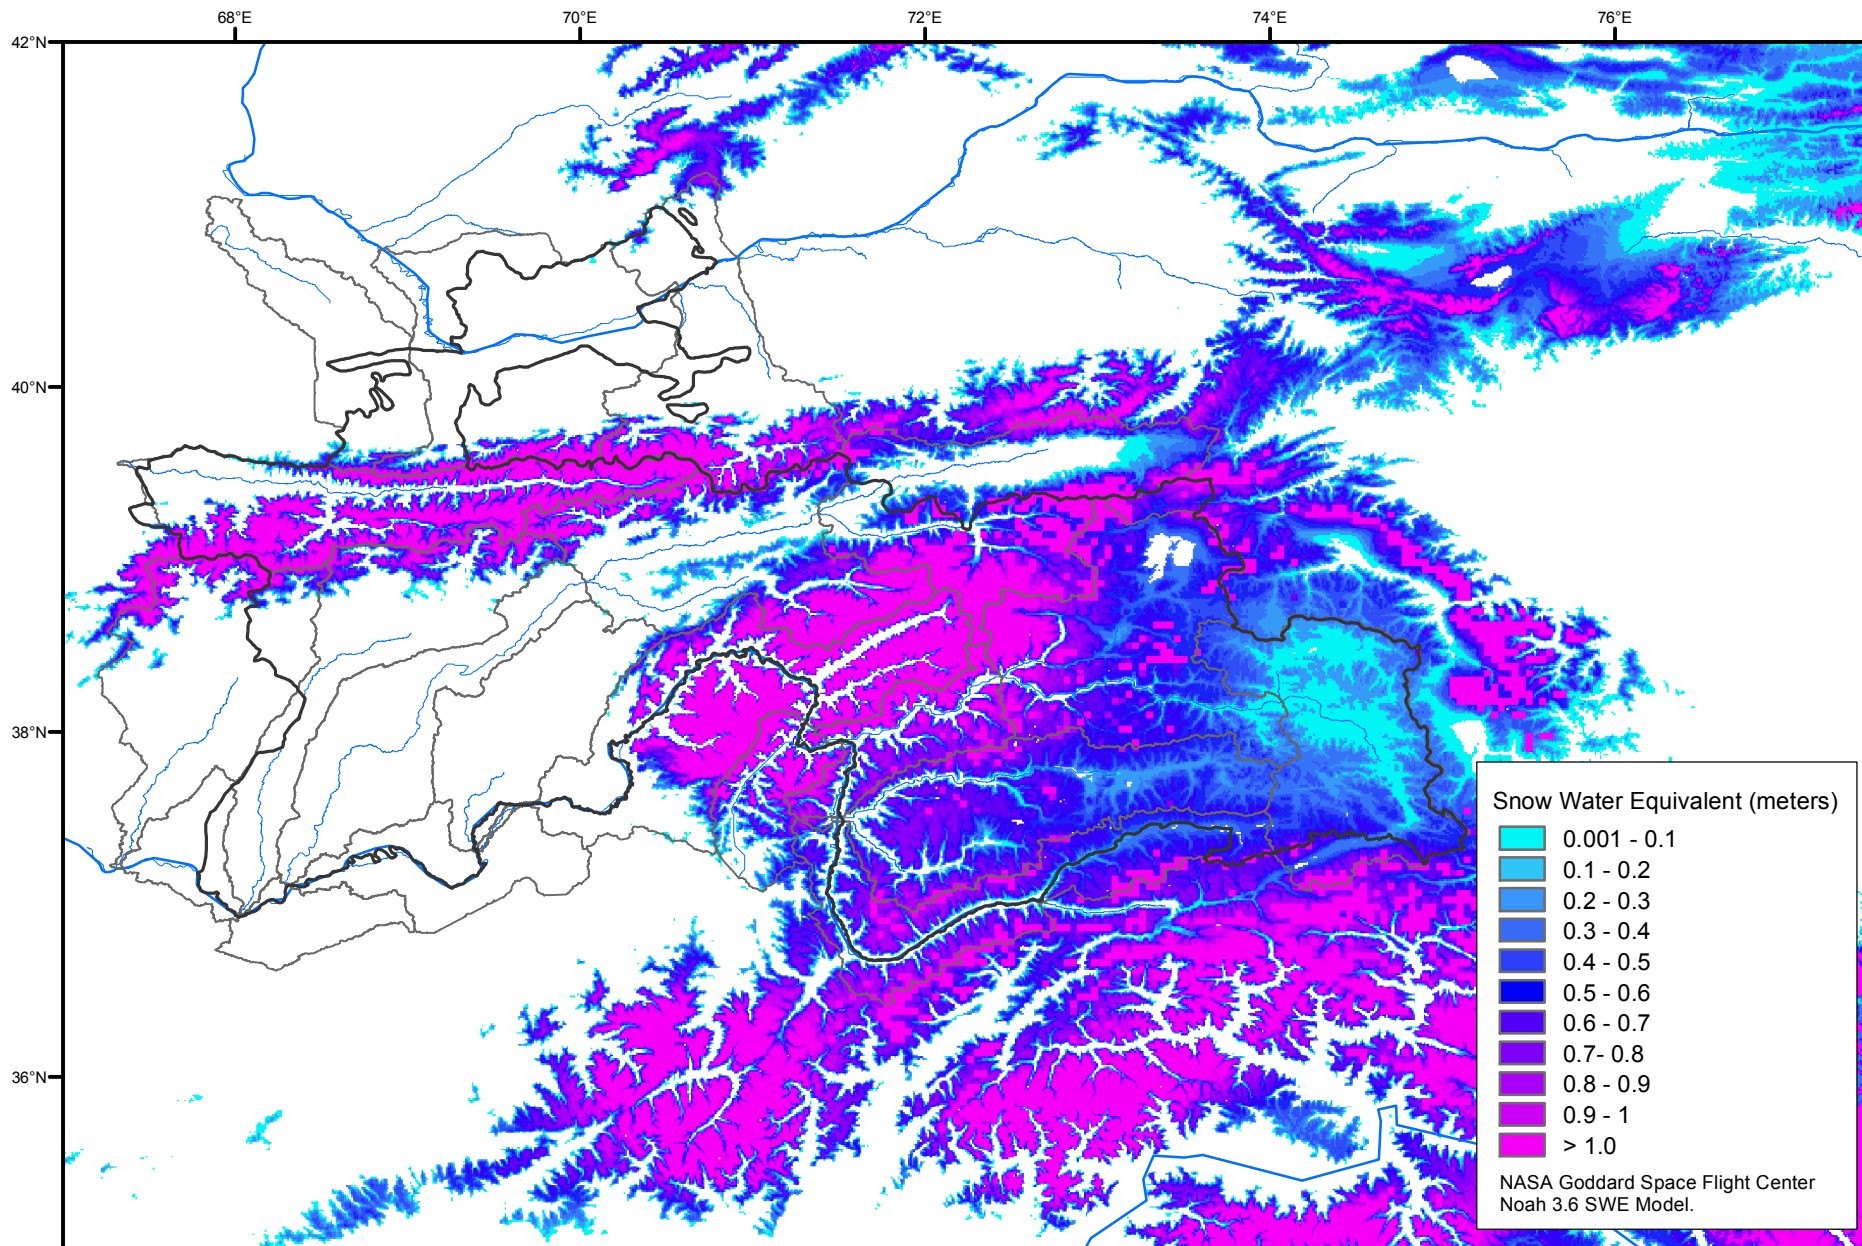 68°E
70°E
72°E
74°E
76°E
42°N
40°N
38°N
36°N
Snow Water Equivalent (meters)
0.001 - 0.1
0.1 - 0.2
0.2 - 0.3
0.3 - 0.4
0.4 - 0.5
0.5 - 0.6
0.6 - 0.7
0.7- 0.8
0.8 - 0.9
0.9 - 1
> 1.0
NASA Goddard Space Flight Center
Noah 3.6 SWE Model.